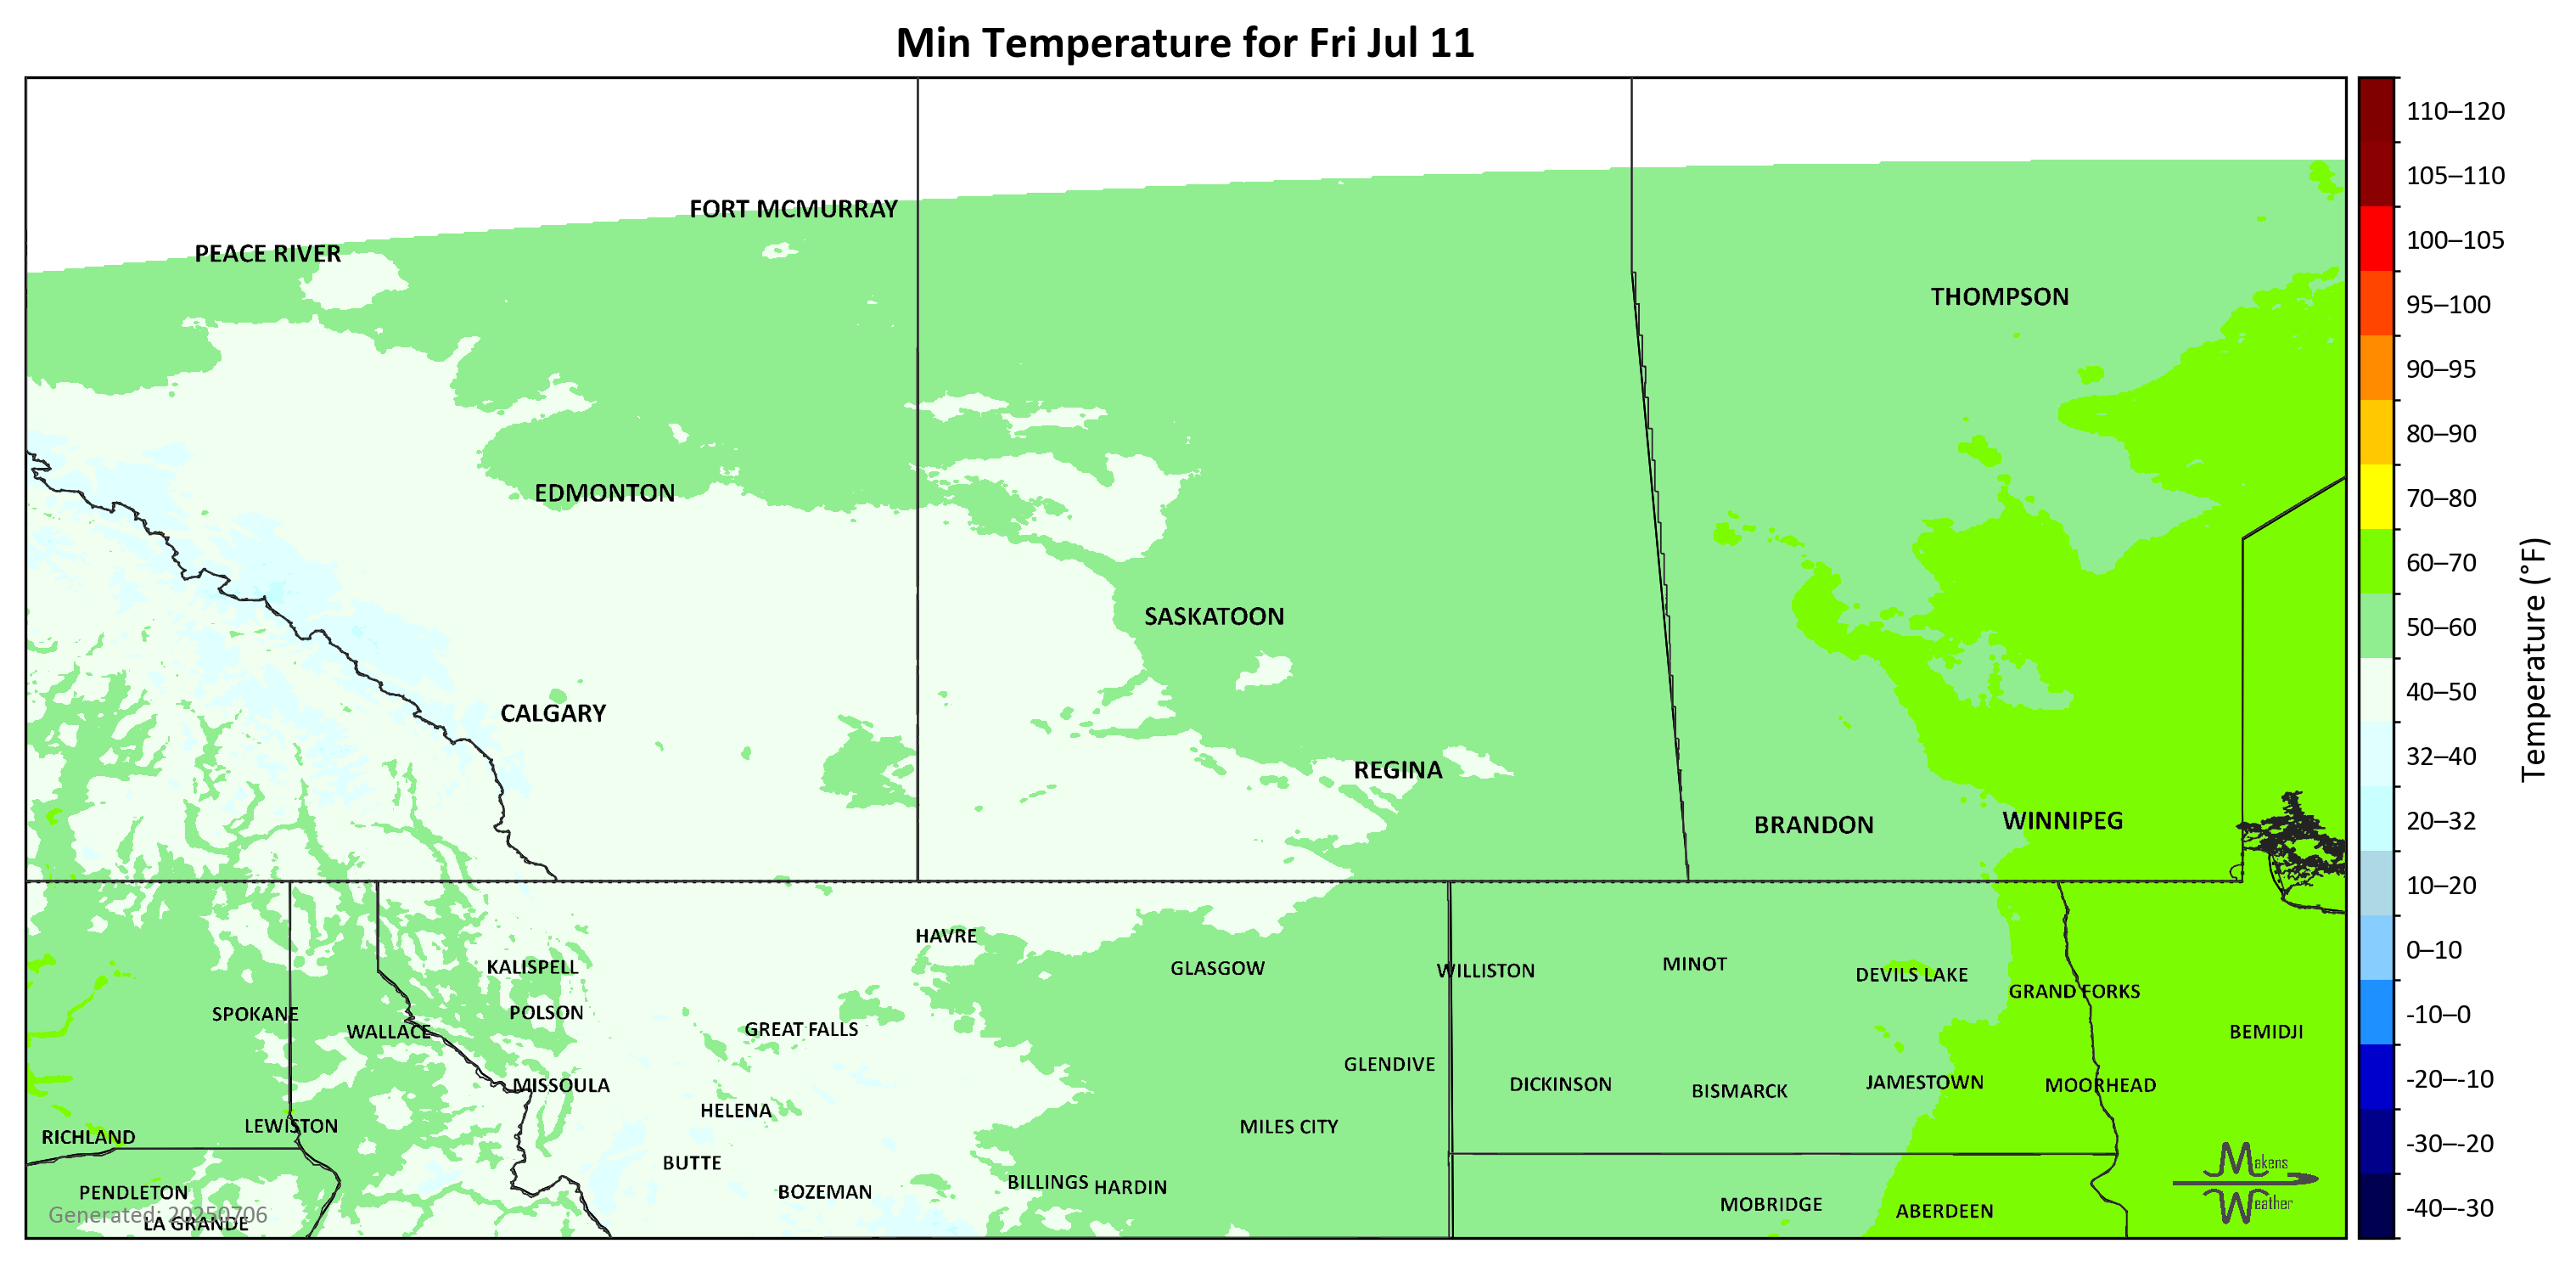 Min Temperature for Fri Jul 11
110–120
105–110
100–105
95–100
90–95
80–90
70–80
60–70
50–60
40–50
32–40
20–32
10–20
0–10
-10–0
-20–-10
-30–-20
-40–-30
Temperature (°F)
FORT MCMURRAY
PEACE RIVER
THOMPSON
EDMONTON
SASKATOON
CALGARY
REGINA
BRANDON
WINNIPEG
HAVRE
KALISPELL
GLASGOW
WILLISTON
MINOT
DEVILS LAKE
GRAND FORKS
SPOKANE
POLSON
WALLACE
GREAT FALLS
BEMIDJI
GLENDIVE
MISSOULA
DICKINSON
BISMARCK
JAMESTOWN
MOORHEAD
HELENA
LEWISTON
MILES CITY
RICHLAND
BUTTE
BILLINGS
HARDIN
PENDLETON
BOZEMAN
MOBRIDGE
ABERDEEN
LA GRANDE
Generated: 20250706
Makens
Weather